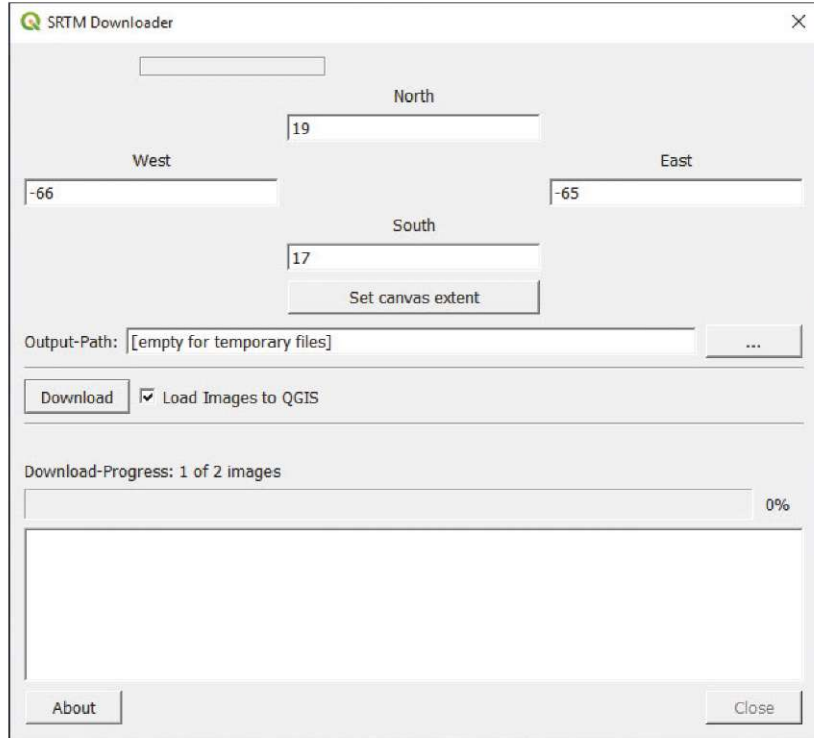 SRTM Downloader
North
19
West
East
-66
-65
South
17
Set canvas extent
Output-Path: [empty for temporary files] ...
Download Load Images to QGIS
Download-Progress: 1 of 2 images
0%
About Close